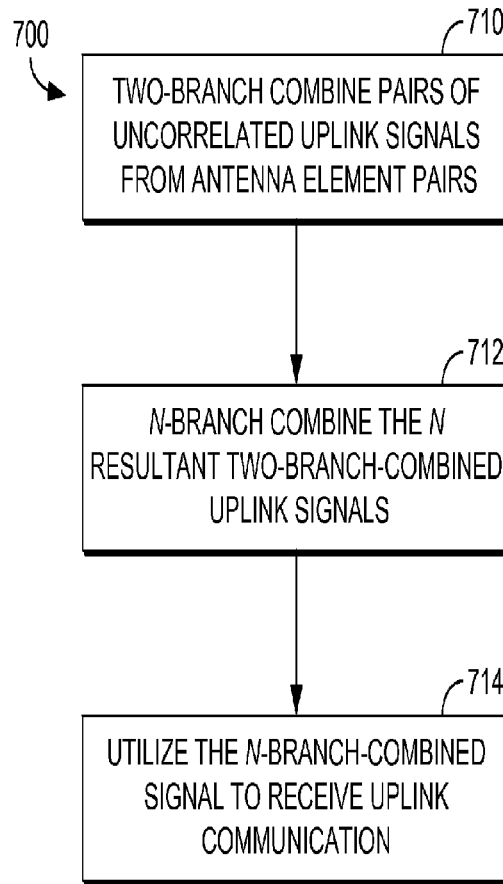 700
710
TWO-BRANCH COMBINE PAIRS OF
UNCORRELATED UPLINK SIGNALS
FROM ANTENNA ELEMENT PAIRS
712
N-BRANCH COMBINE THE N
RESULTANT TWO-BRANCH-COMBINED
UPLINK SIGNALS
714
UTILIZE THE N-BRANCH-COMBINED
SIGNAL TO RECEIVE UPLINK
COMMUNICATION